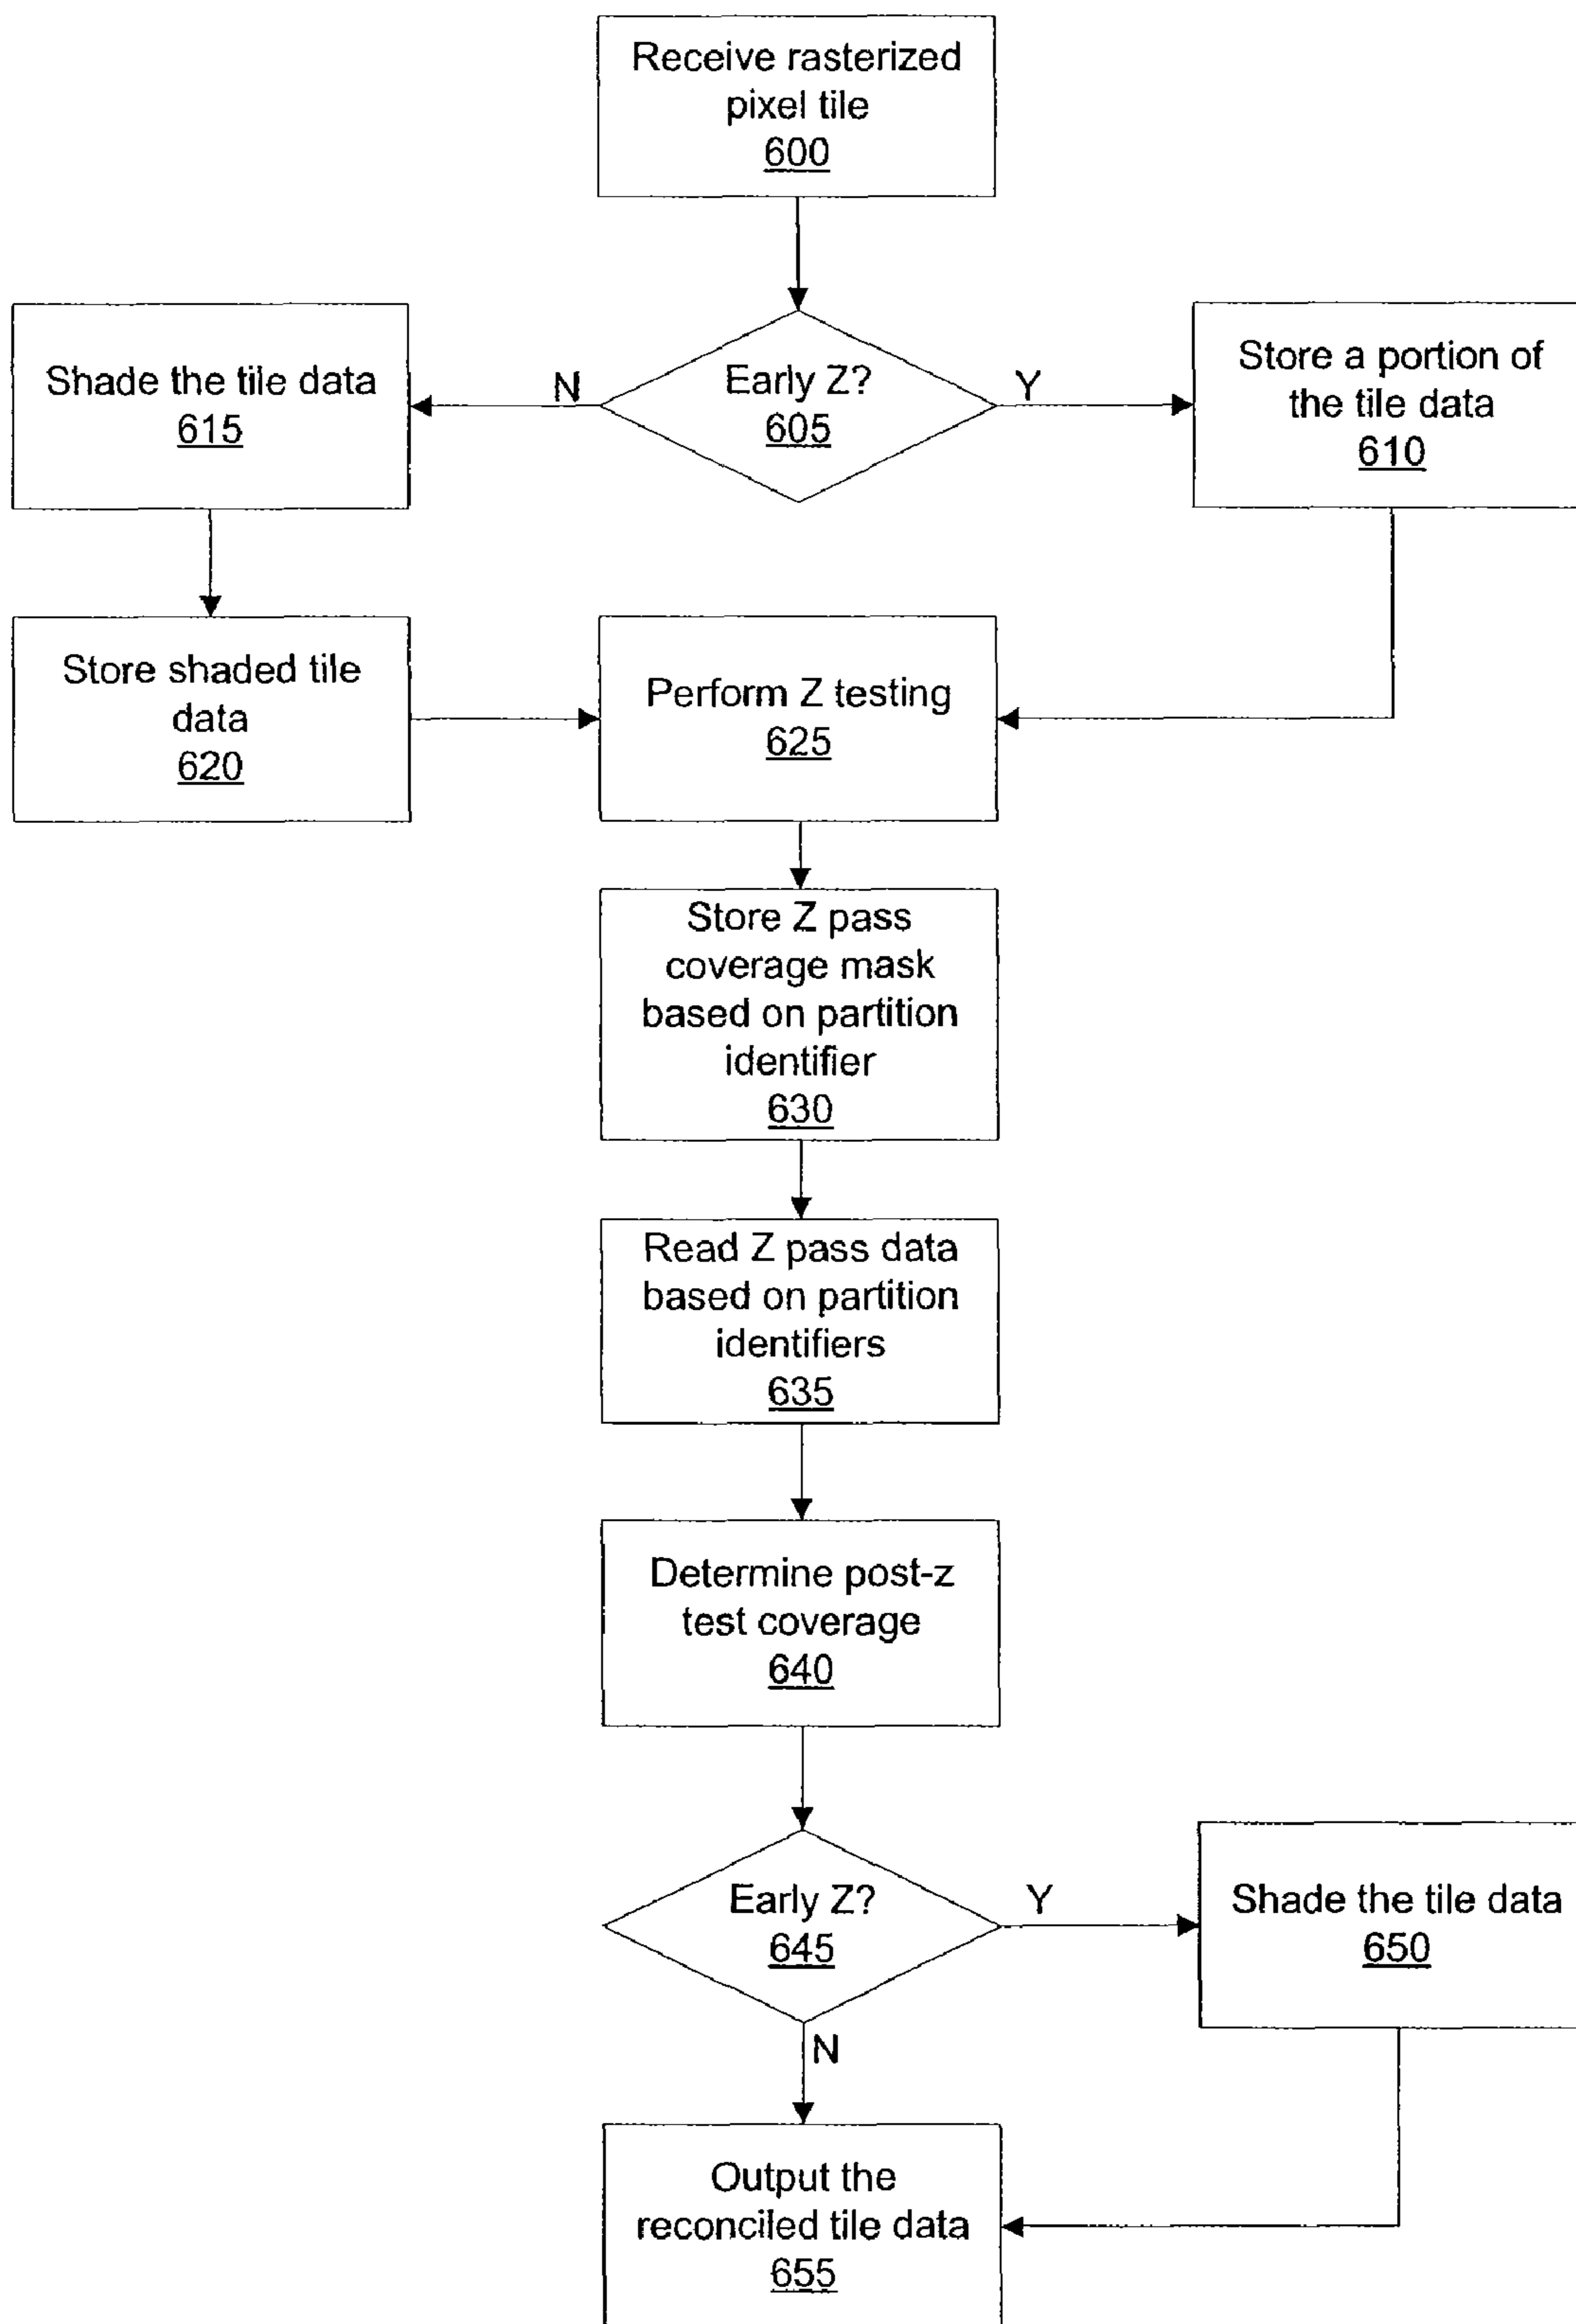 Receive rasterized
pixel tile
600
Early Z?
605
N
Y
Shade the tile data
615
Store a portion of
the tile data
610
Store shaded tile
data
620
Perform Z testing
625
Store Z pass
coverage mask
based on partition
identifier
630
Read Z pass data
based on partition
identifiers
635
Determine post-z
test coverage
640
Early Z?
645
Y
N
Shade the tile data
650
Output the
reconciled tile data
655